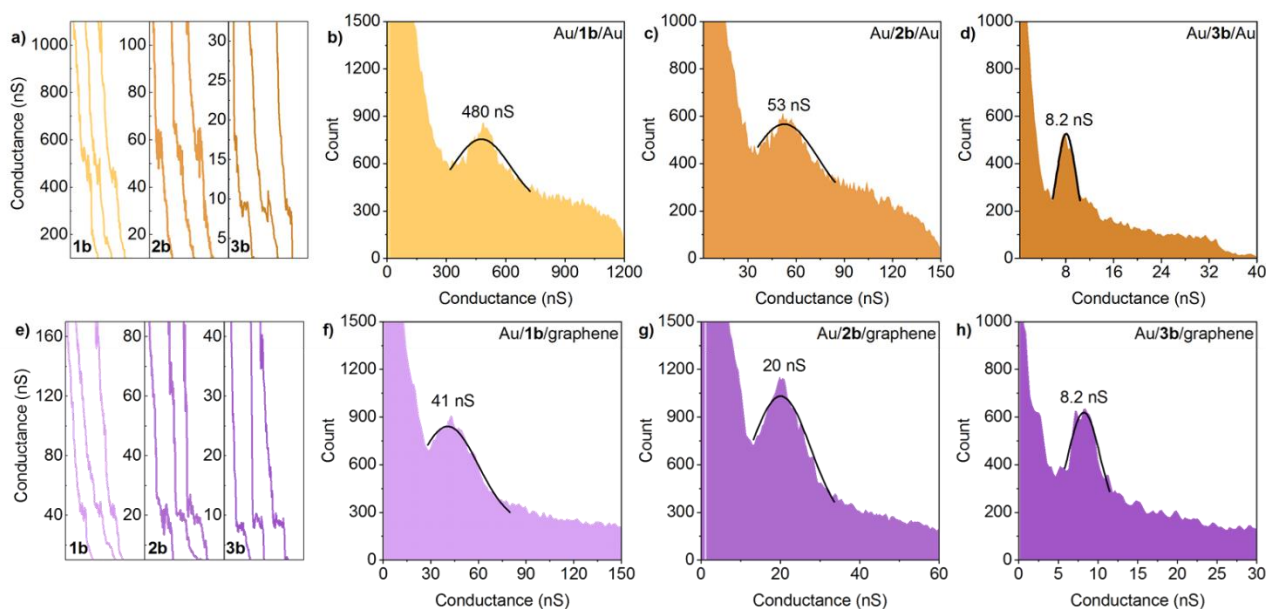 a)
Conductance (nS)
1000
800
600
400
200
1b
100
80
60
40
20
2b
30
25
20
15
10
5
3b
b)
Au/1b/Au
480 nS
Count
1500
1200
900
600
300
0
0 300 600 900 1200
Conductance (nS)
c)
Au/2b/Au
53 nS
Count
1000
800
600
400
200
0
30 60 90 120 150
Conductance (nS)
d)
Au/3b/Au
8.2 nS
Count
1000
800
600
400
200
0
8 16 24 32 40
Conductance (nS)
e)
Conductance (nS)
160
120
80
40
1b
80
60
40
20
2b
40
30
20
10
3b
f)
Au/1b/graphene
41 nS
Count
1500
1200
900
600
300
0
0 30 60 90 120 150
Conductance (nS)
g)
Au/2b/graphene
20 nS
Count
1500
1200
900
600
300
0
0 20 40 60
Conductance (nS)
h)
Au/3b/graphene
8.2 nS
Count
1000
800
600
400
200
0
0 5 10 15 20 25 30
Conductance (nS)